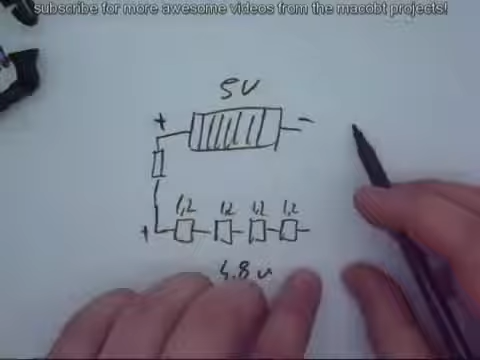 subscribe for more awesome videos from the macobt projects!
5V
+ -
1,2 1,2 1,2 1,2
+
4.8 v